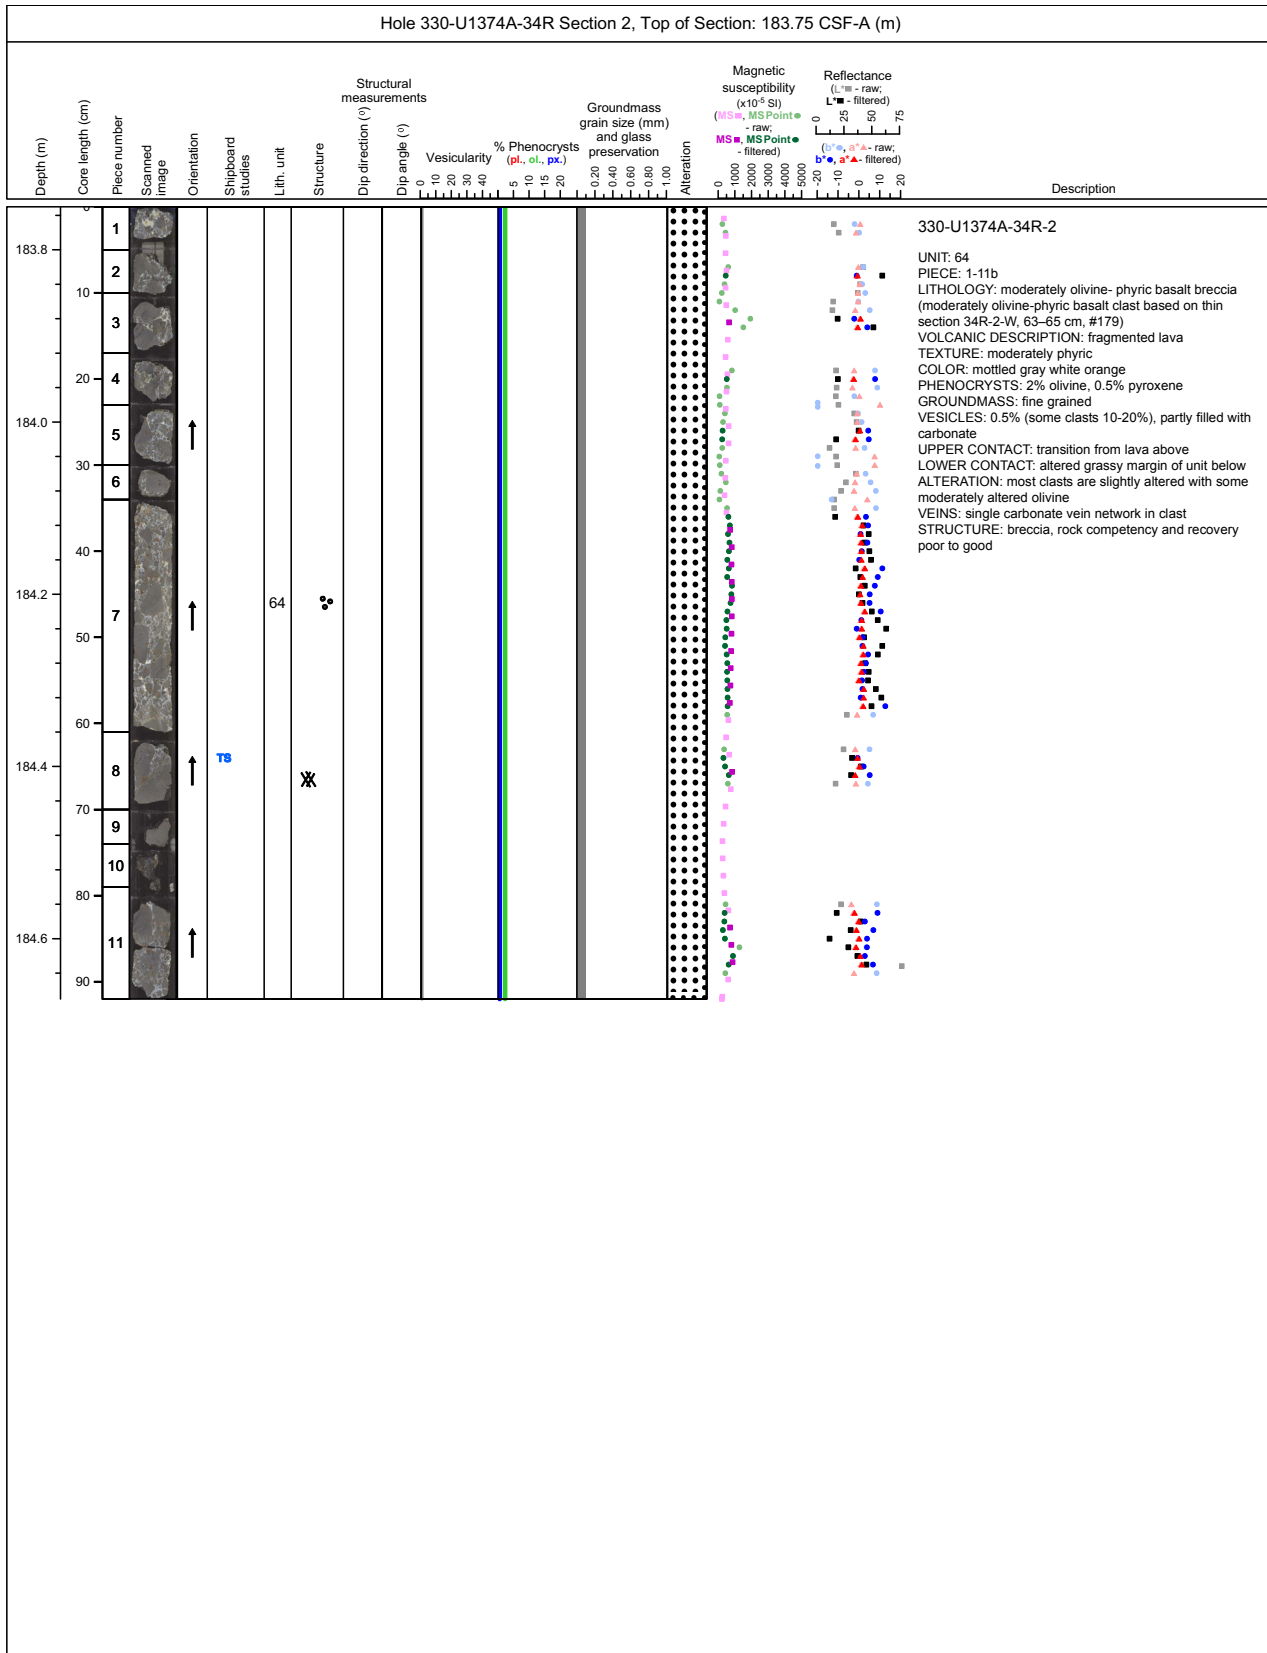 Hole 330-U1374A-34R Section 2, Top of Section: 183.75 CSF-A (m)
Depth (m)
Core length (cm)
Piece number
Scanned
image
Orientation
Shipboard
studies
Lith. unit
Structure
Structural
measurements
Dip direction (º)
Dip angle (º)
Vesicularity
0 10 20 30 40
% Phenocrysts
(pl., ol., px.)
5 10 15 20
Groundmass
grain size (mm)
and glass
preservation
0.20 0.40 0.60 0.80 1.00
Alteration
Magnetic
susceptibility
(x10⁻⁵ SI)
(MS■, MSPoint●
- raw;
MS■, MSPoint●
- filtered)
0 1000 2000 3000 4000 5000
Reflectance
(L*■ - raw;
L*■ - filtered)
0 25 50 75
(b*●, a*▲- raw;
b*●, a*▲- filtered)
-20 -10 0 10 20
Description
0
1
183.8
2
10
3
20
4
184.0
5
30
6
40
184.2
7
64
50
60
184.4
8
TS
70
9
10
80
184.6
11
90
330-U1374A-34R-2
UNIT: 64
PIECE: 1-11b
LITHOLOGY: moderately olivine- phyric basalt breccia
(moderately olivine-phyric basalt clast based on thin
section 34R-2-W, 63–65 cm, #179)
VOLCANIC DESCRIPTION: fragmented lava
TEXTURE: moderately phyric
COLOR: mottled gray white orange
PHENOCRYSTS: 2% olivine, 0.5% pyroxene
GROUNDMASS: fine grained
VESICLES: 0.5% (some clasts 10-20%), partly filled with
carbonate
UPPER CONTACT: transition from lava above
LOWER CONTACT: altered grassy margin of unit below
ALTERATION: most clasts are slightly altered with some
moderately altered olivine
VEINS: single carbonate vein network in clast
STRUCTURE: breccia, rock competency and recovery
poor to good